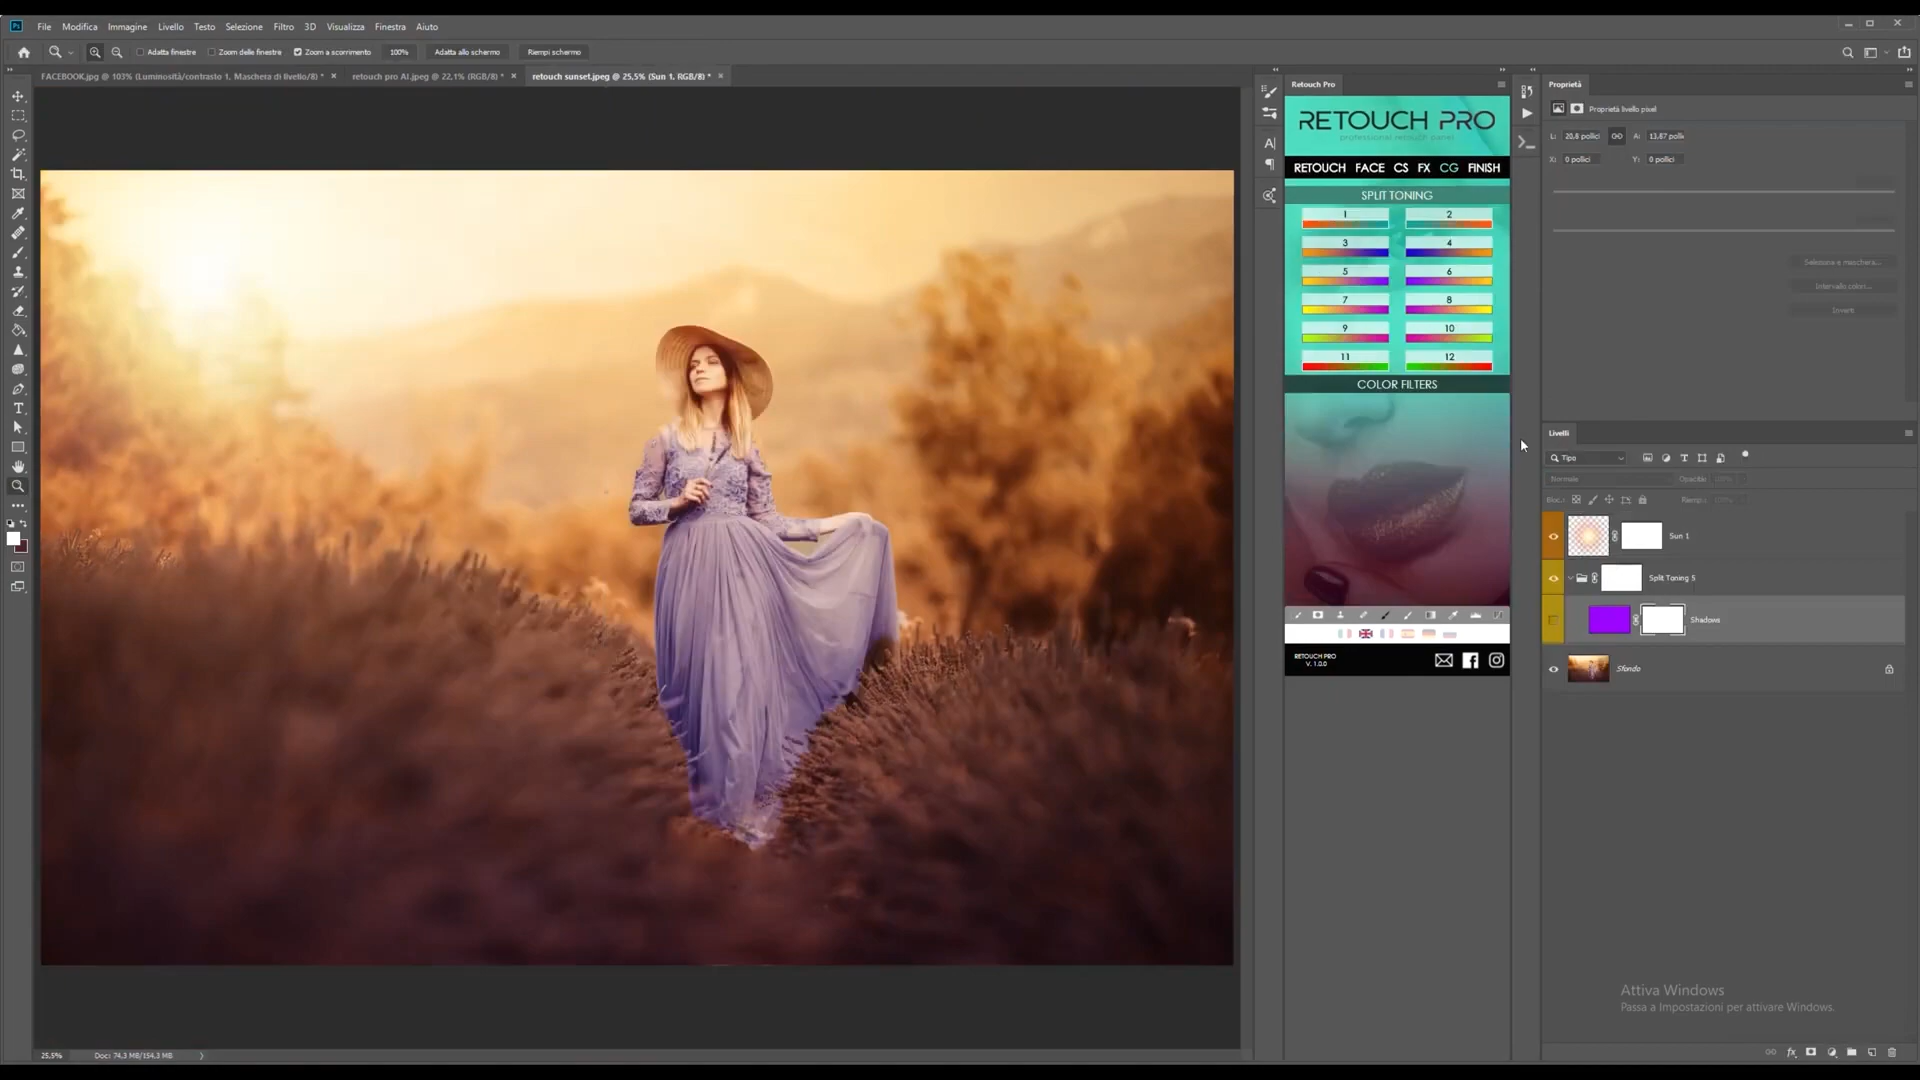 File Modifica Immagine Livello Testo Selezione Filtro 3D Visualizza Finestra Aiuto
Adatta finestre Zoom delle finestre Zoom a scorrimento 100% Adatta allo schermo Riempi schermo
FACEBOOK.jpg @ 103% (Luminosità/contrasto 1, Maschera di livello/8) * × retouch pro AI.jpeg @ 22,1% (RGB/8) * × retouch sunset.jpeg @ 25,5% (Sun 1, RGB/8) * ×
Retouch Pro
RETOUCH PRO
professional retouch panel
RETOUCH FACE CS FX CG FINISH
SPLIT TONING
1 2
3 4
5 6
7 8
9 10
11 12
COLOR FILTERS
RETOUCH PRO
V. 1.0.0
Proprietà
Proprietà livello pixel
L: 20,8 pollici A: 13,87 polli
X: 0 pollici Y: 0 pollici
Seleziona e maschera...
Intervallo colori...
Inverti
Livelli
Tipo
Normale Opacità: 100%
Bloc.: Riemp.: 100%
Sun 1
Split Toning 5
Shadows
Sfondo
Attiva Windows
Passa a Impostazioni per attivare Windows.
25,5% Doc: 74,3 MB/154,3 MB